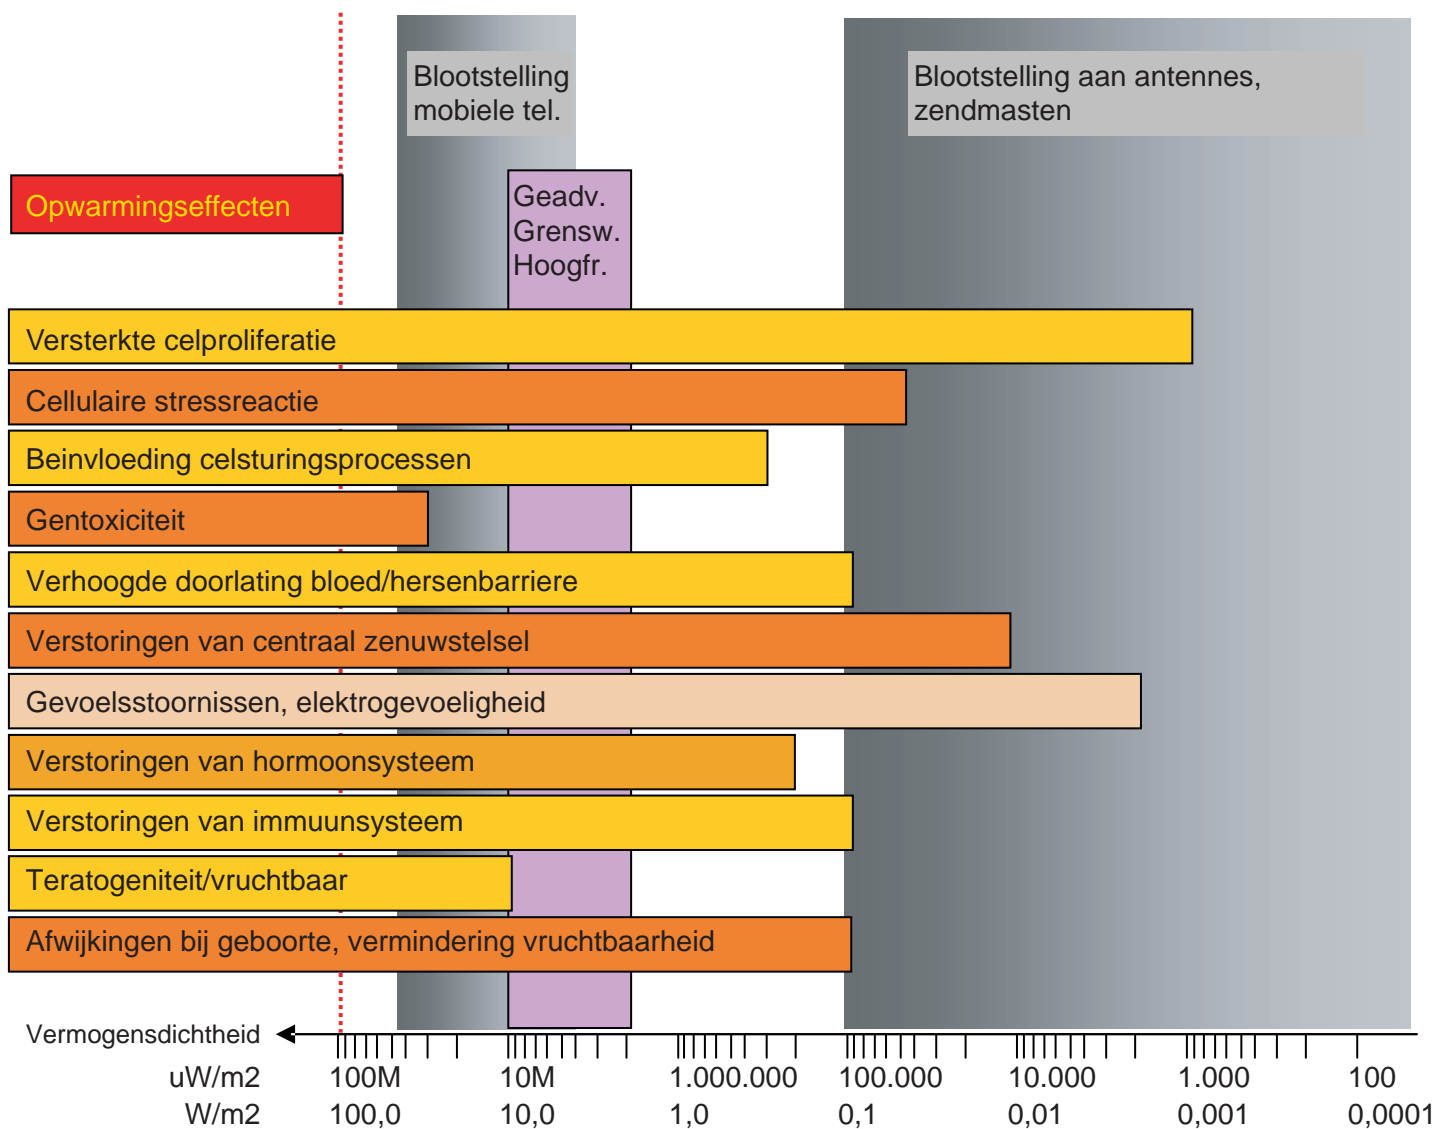 Blootstelling
mobiele tel.
Blootstelling aan antennes,
zendmasten
Opwarmingseffecten
Geadv.
Grensw.
Hoogfr.
Versterkte celproliferatie
Cellulaire stressreactie
Beinvloeding celsturingsprocessen
Gentoxiciteit
Verhoogde doorlating bloed/hersenbarriere
Verstoringen van centraal zenuwstelsel
Gevoelsstoornissen, elektrogevoeligheid
Verstoringen van hormoonsysteem
Verstoringen van immuunsysteem
Teratogeniteit/vruchtbaar
Afwijkingen bij geboorte, vermindering vruchtbaarheid
Vermogensdichtheid
uW/m2 100M 10M 1.000.000 100.000 10.000 1.000 100
W/m2 100,0 10,0 1,0 0,1 0,01 0,001 0,0001